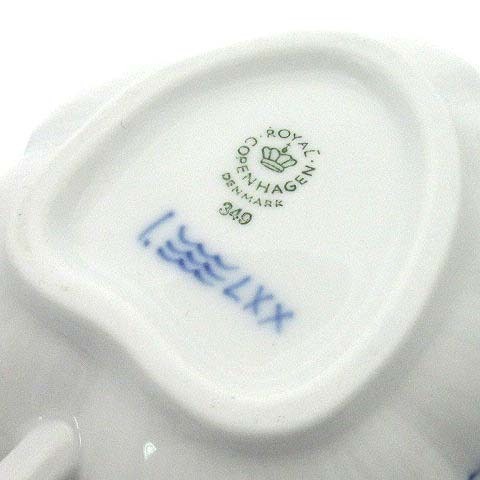 ROYAL
COPENHAGEN
DENMARK
349